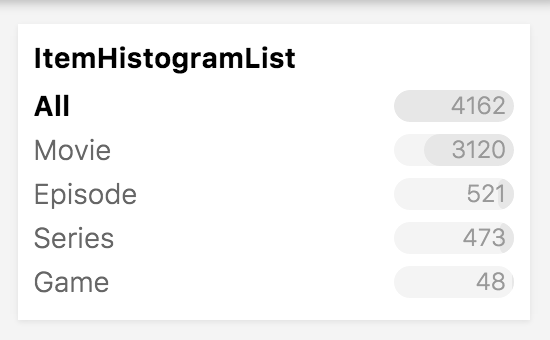 ItemHistogramList
All 4162
Movie 3120
Episode 521
Series 473
Game 48